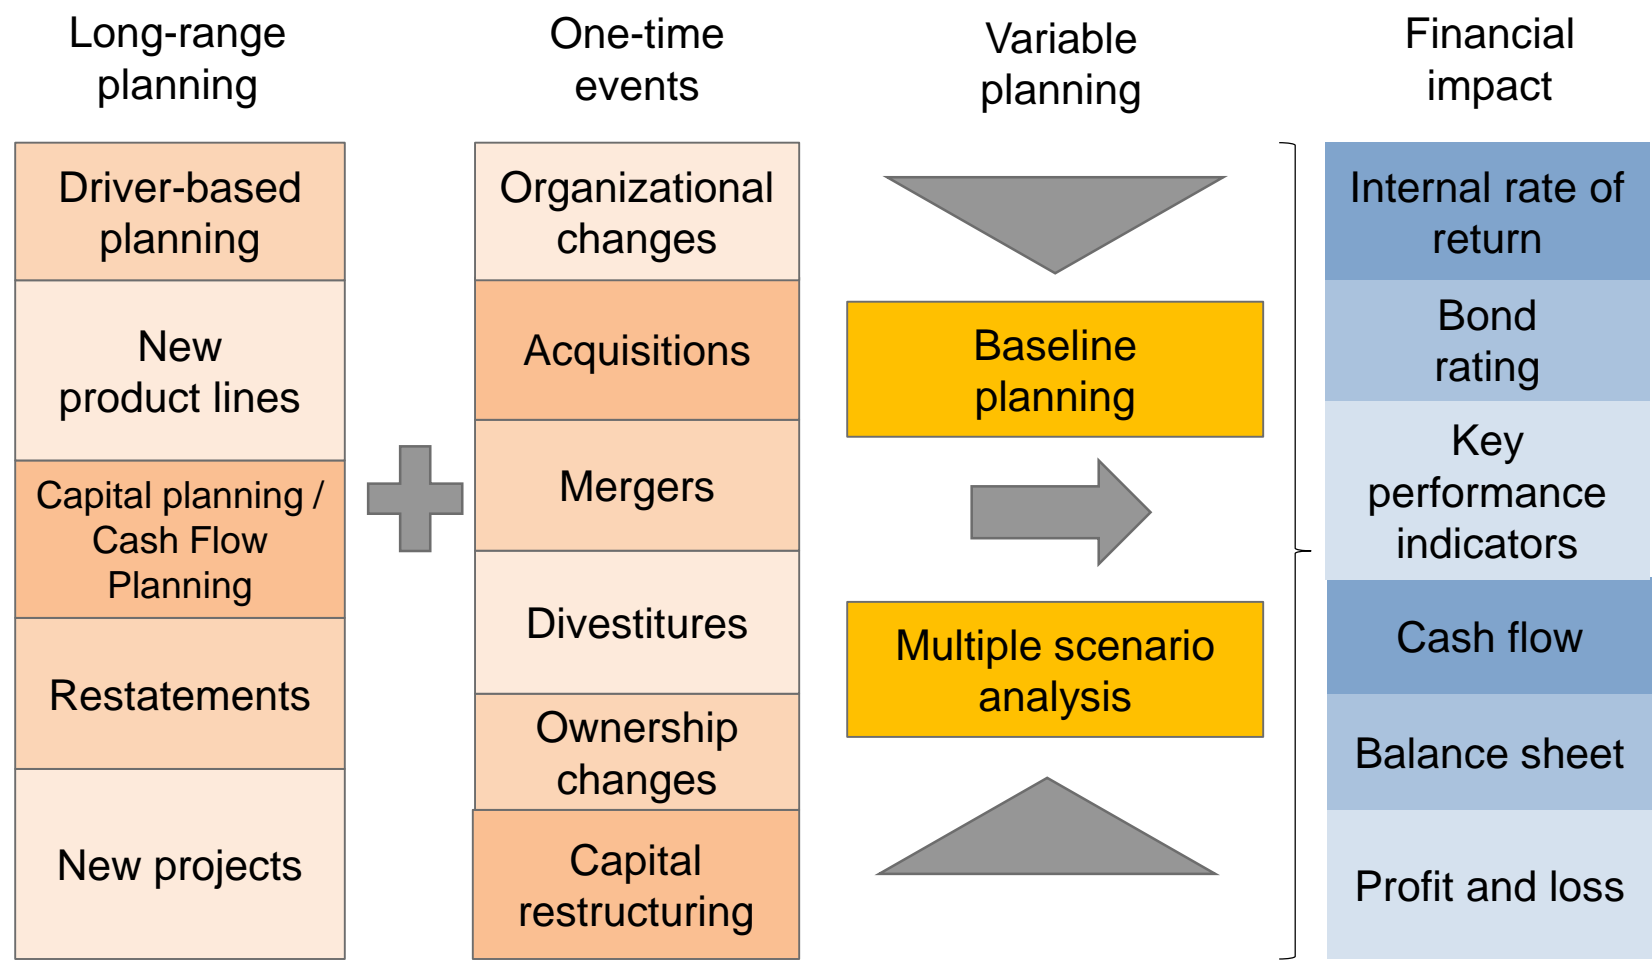 Long-range
planning
One-time
events
Variable
planning
Financial
impact
Driver-based
planning
New
product lines
Capital planning /
Cash Flow
Planning
Restatements
New projects
Organizational
changes
Acquisitions
Mergers
Divestitures
Ownership
changes
Capital
restructuring
Baseline
planning
Multiple scenario
analysis
Internal rate of
return
Bond
rating
Key
performance
indicators
Cash flow
Balance sheet
Profit and loss